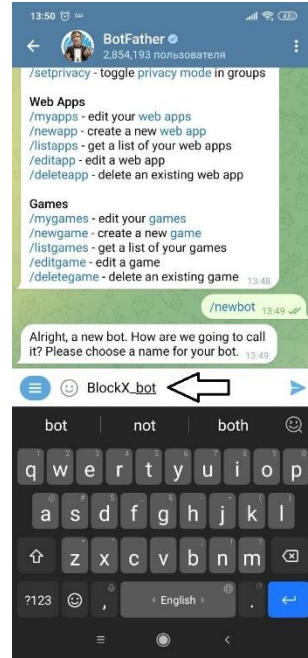 13:50
BotFather
2,854,193 пользователя
/setprivacy - toggle privacy mode in groups
Web Apps
/myapps - edit your web apps
/newapp - create a new web app
/listapps - get a list of your web apps
/editapp - edit a web app
/deleteapp - delete an existing web app
Games
/mygames - edit your games
/newgame - create a new game
/listgames - get a list of your games
/editgame - edit a game
/deletegame - delete an existing game 13:48
/newbot 13:49
Alright, a new bot. How are we going to call
it? Please choose a name for your bot. 13:49
BlockX_bot
bot not both
q w e r t y u i o p
a s d f g h j k l
z x c v b n m
?123 , English .